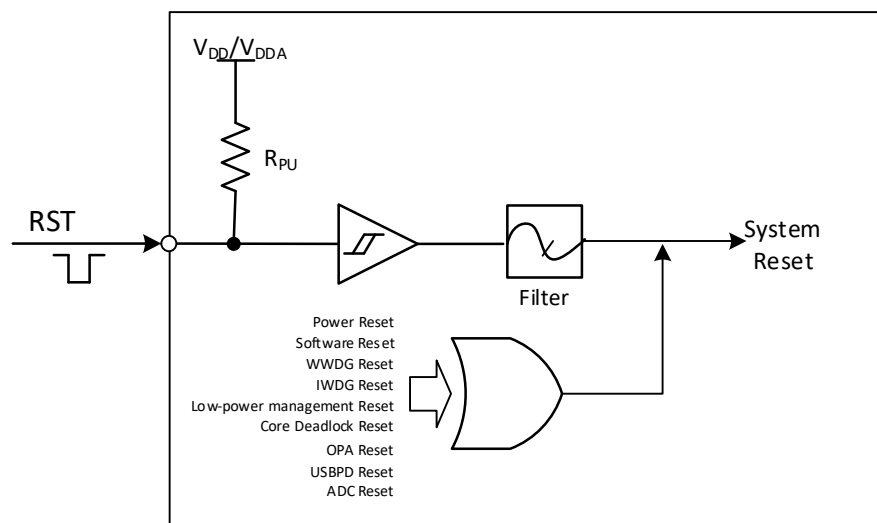 VDD/VDDA
RPU
RST
System
Reset
Filter
Power Reset
Software Reset
WWDG Reset
IWDG Reset
Low-power management Reset
Core Deadlock Reset
OPA Reset
USBPD Reset
ADC Reset